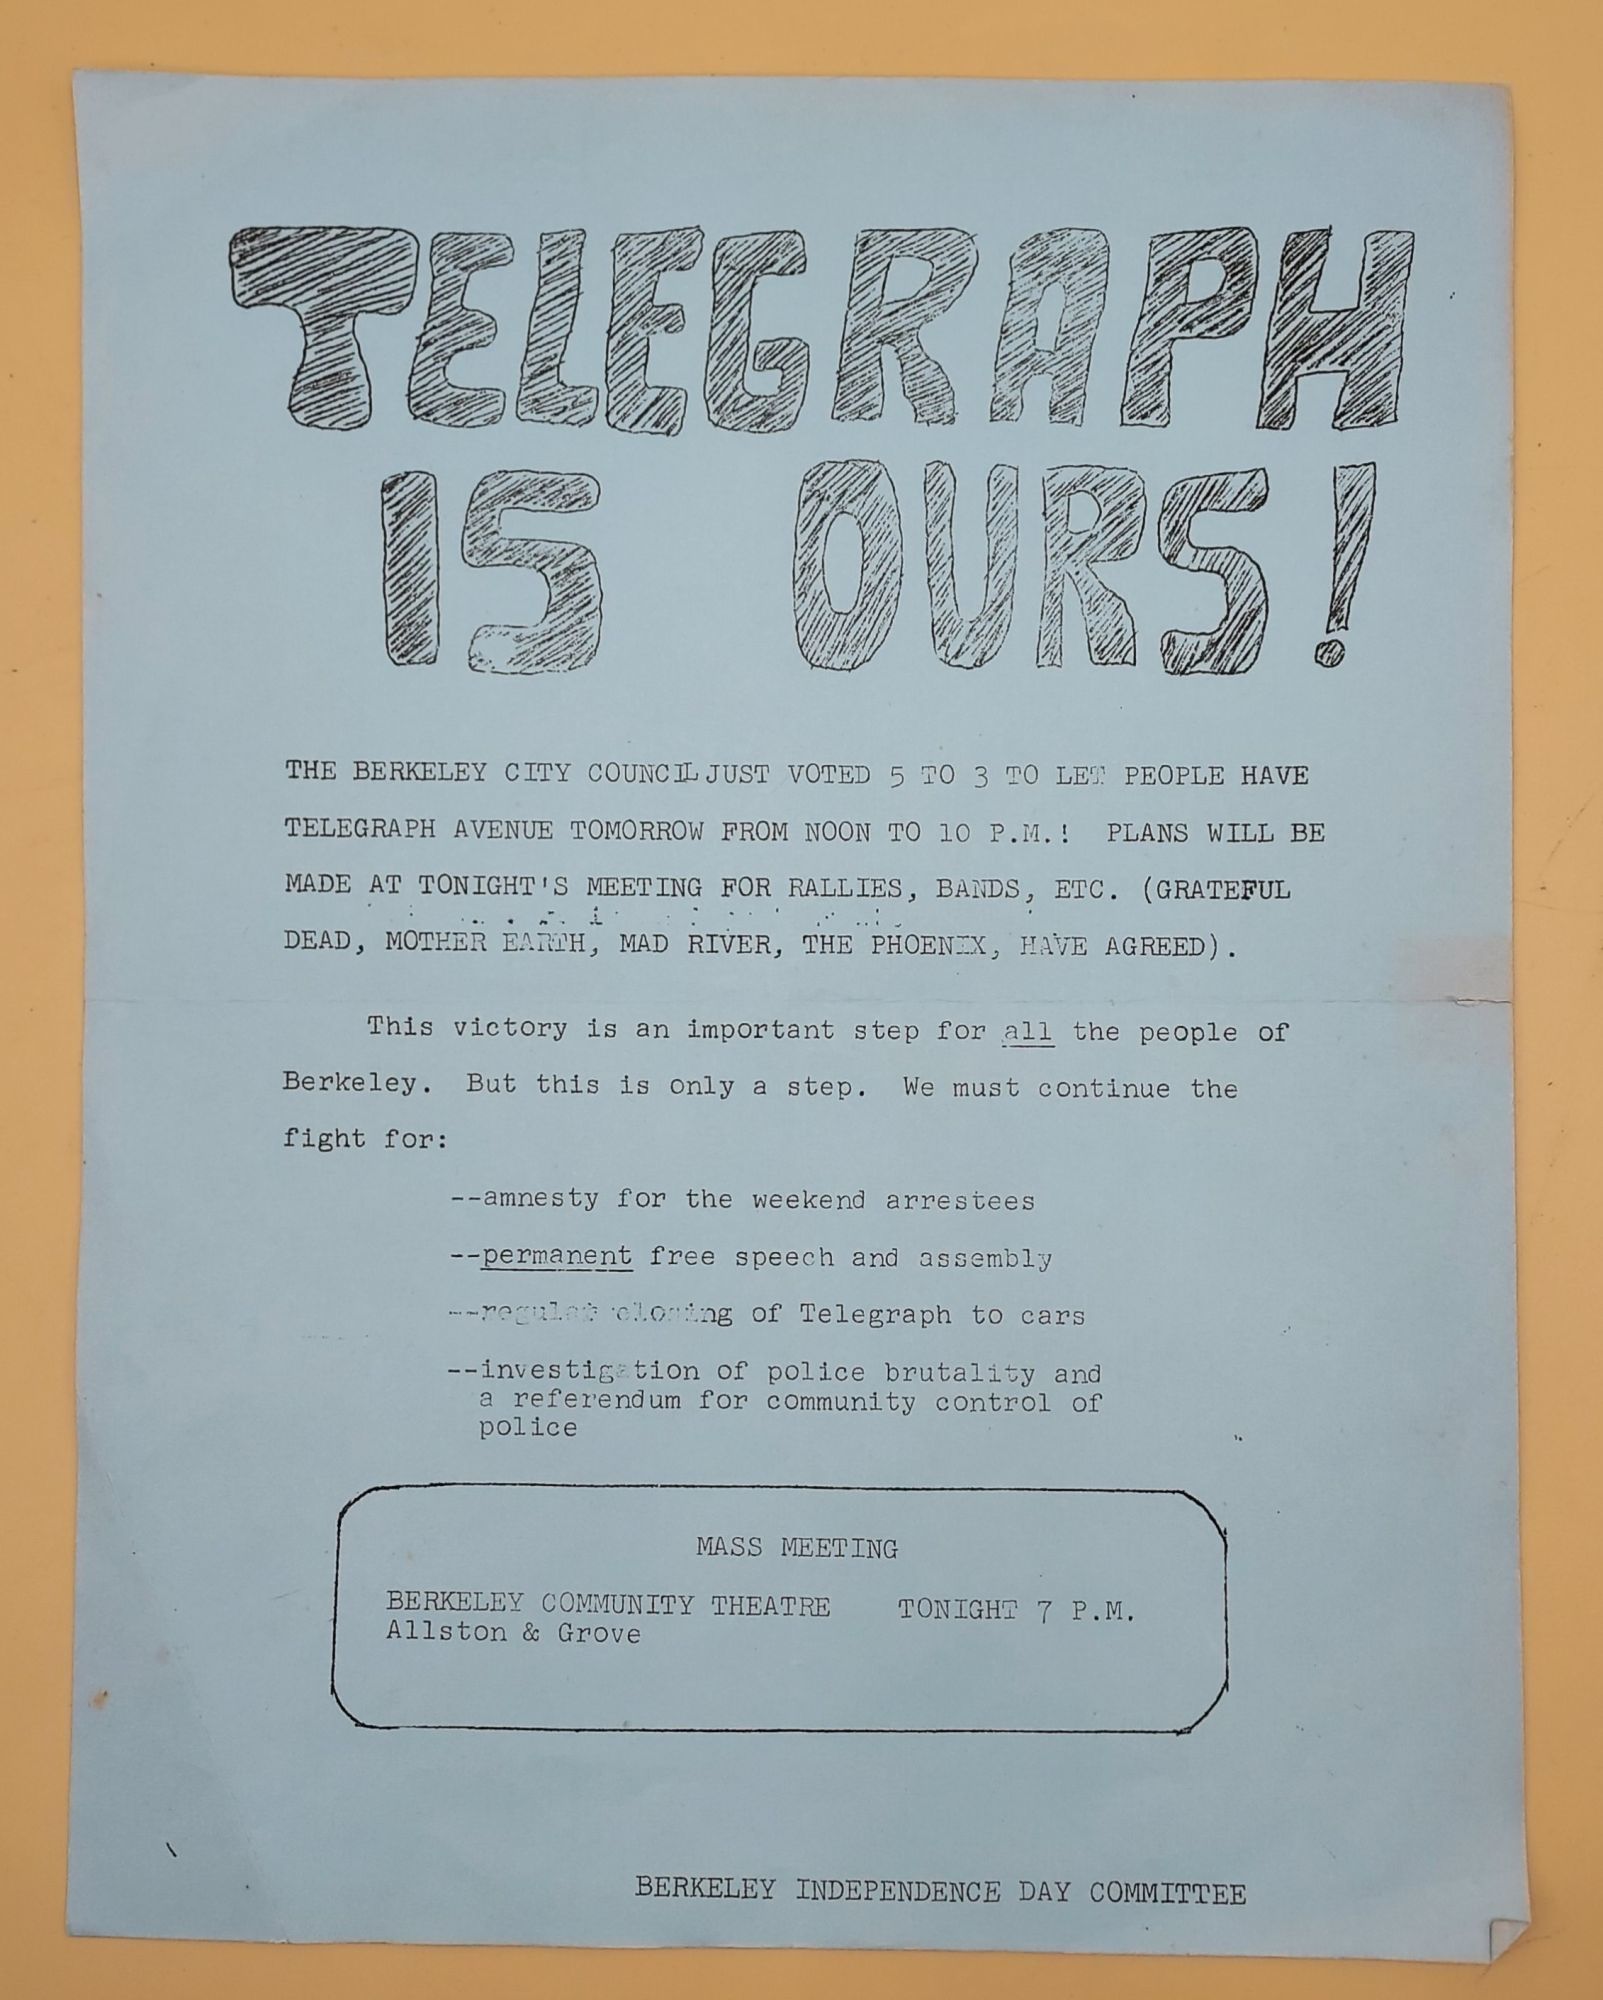 TELEGRAPH
IS OURS!
THE BERKELEY CITY COUNCIL JUST VOTED 5 TO 3 TO LET PEOPLE HAVE
TELEGRAPH AVENUE TOMORROW FROM NOON TO 10 P.M.! PLANS WILL BE
MADE AT TONIGHT'S MEETING FOR RALLIES, BANDS, ETC. (GRATEFUL
DEAD, MOTHER EARTH, MAD RIVER, THE PHOENIX, HAVE AGREED).
This victory is an important step for all the people of
Berkeley. But this is only a step. We must continue the
fight for:
--amnesty for the weekend arrestees
--permanent free speech and assembly
--regular closing of Telegraph to cars
--investigation of police brutality and
a referendum for community control of
police
MASS MEETING
BERKELEY COMMUNITY THEATRE TONIGHT 7 P.M.
Allston & Grove
BERKELEY INDEPENDENCE DAY COMMITTEE